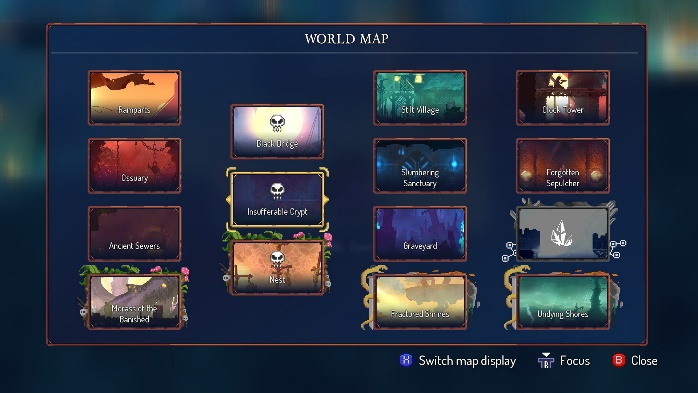 WORLD MAP
Ramparts
Black Bridge
Stilt Village
Clock Tower
Ossuary
Insufferable Crypt
Slumbering
Sanctuary
Forgotten
Sepulcher
Ancient Sewers
Nest
Graveyard
Morass of the
Banished
Fractured Shrines
Undying Shores
X Switch map display
R Focus
B Close